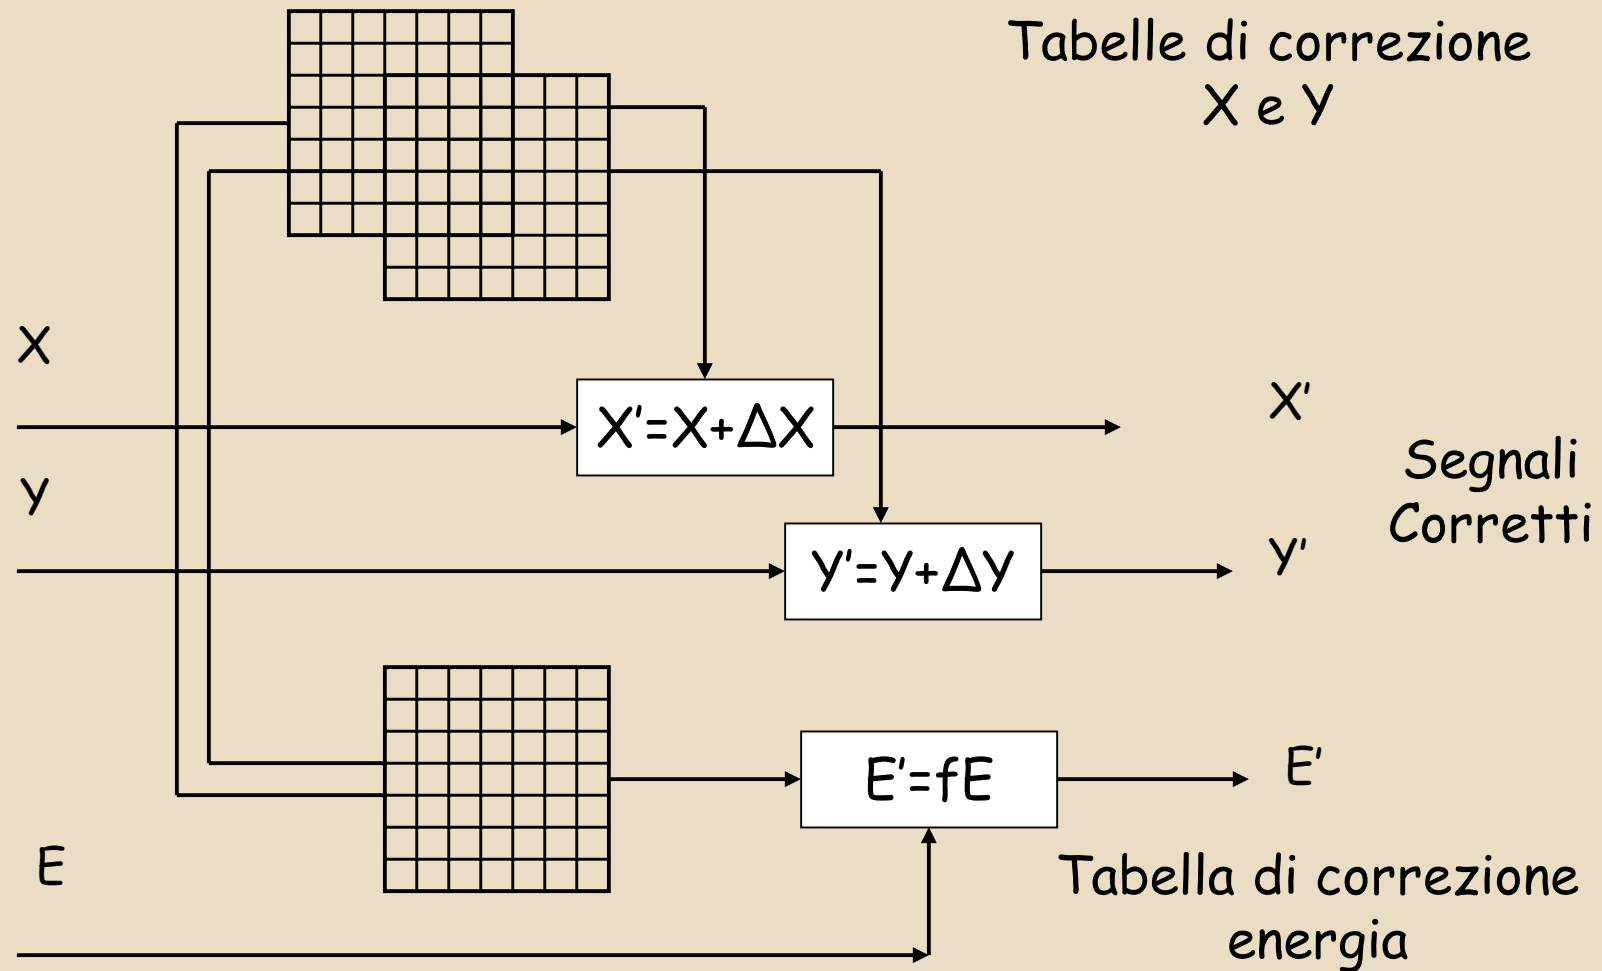 Tabelle di correzione
X e Y
X
X'=X+ΔX
X'
Segnali
Corretti
Y
Y'=Y+ΔY
Y'
E'=fE
E'
E
Tabella di correzione
energia